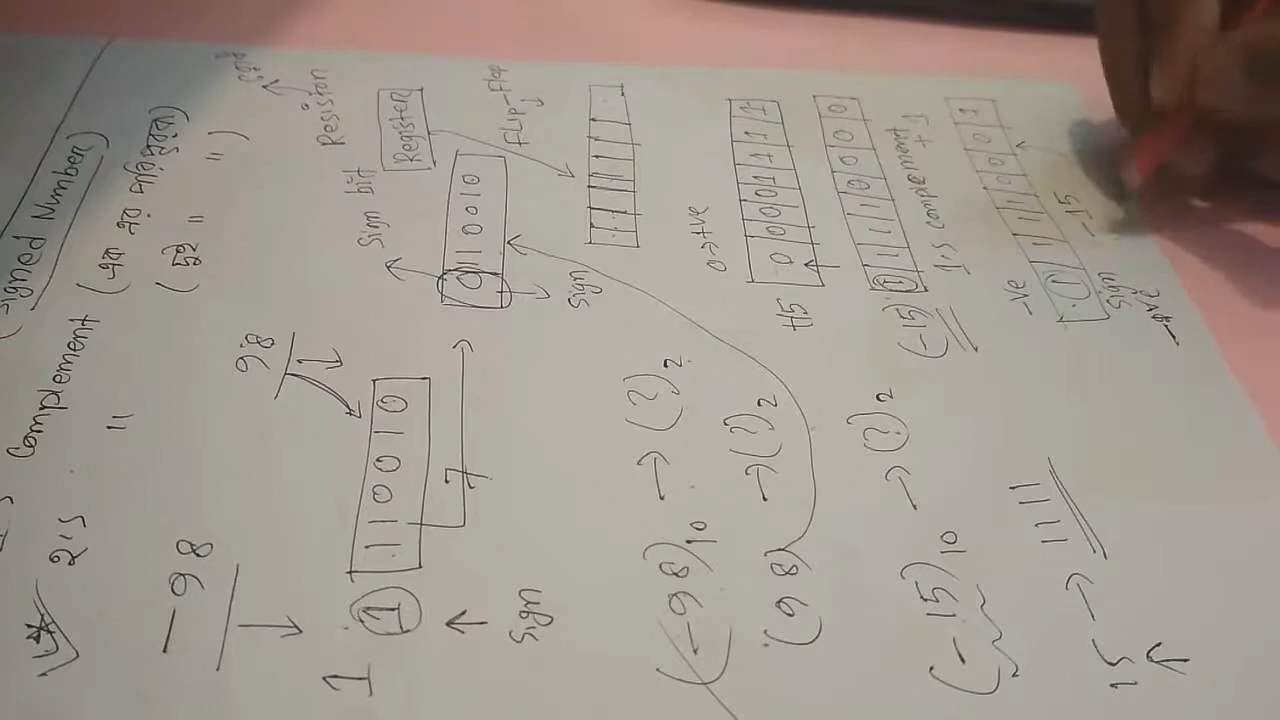 Complement (এক এর পরিপূরক)
(Signed Number)
2's " (দুই " ")
Resistor
- 98
98
1 1 1 1 0 0 0 1 0
7
Sign
Sign bit
0 1 1 0 0 0 1 0
Sign
Register
Flip-Flop
(-98)10 → (?)2
(98) → (?)2
0 → +ve
+15
0 0 0 0 1 1 1 1
(-15)10 → (?)2
(-15)
1 1 1 1 0 0 0 0
1's complement
+ 1
15 → 1111
-ve
1 1 1 1 0 0 0 1
Sign
-15